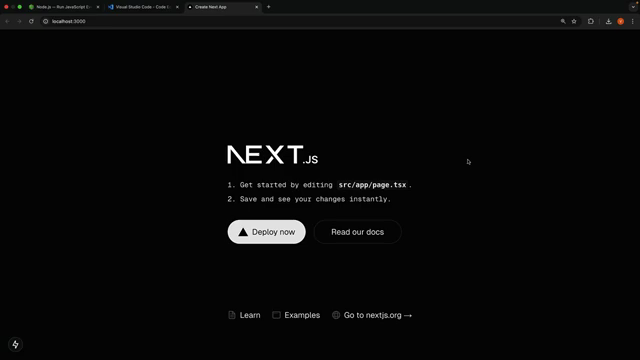 Node.js — Run JavaScript E
Visual Studio Code - Code E
Create Next App
localhost:3000
NEXT.JS
1. Get started by editing src/app/page.tsx.
2. Save and see your changes instantly.
Deploy now
Read our docs
Learn
Examples
Go to nextjs.org →